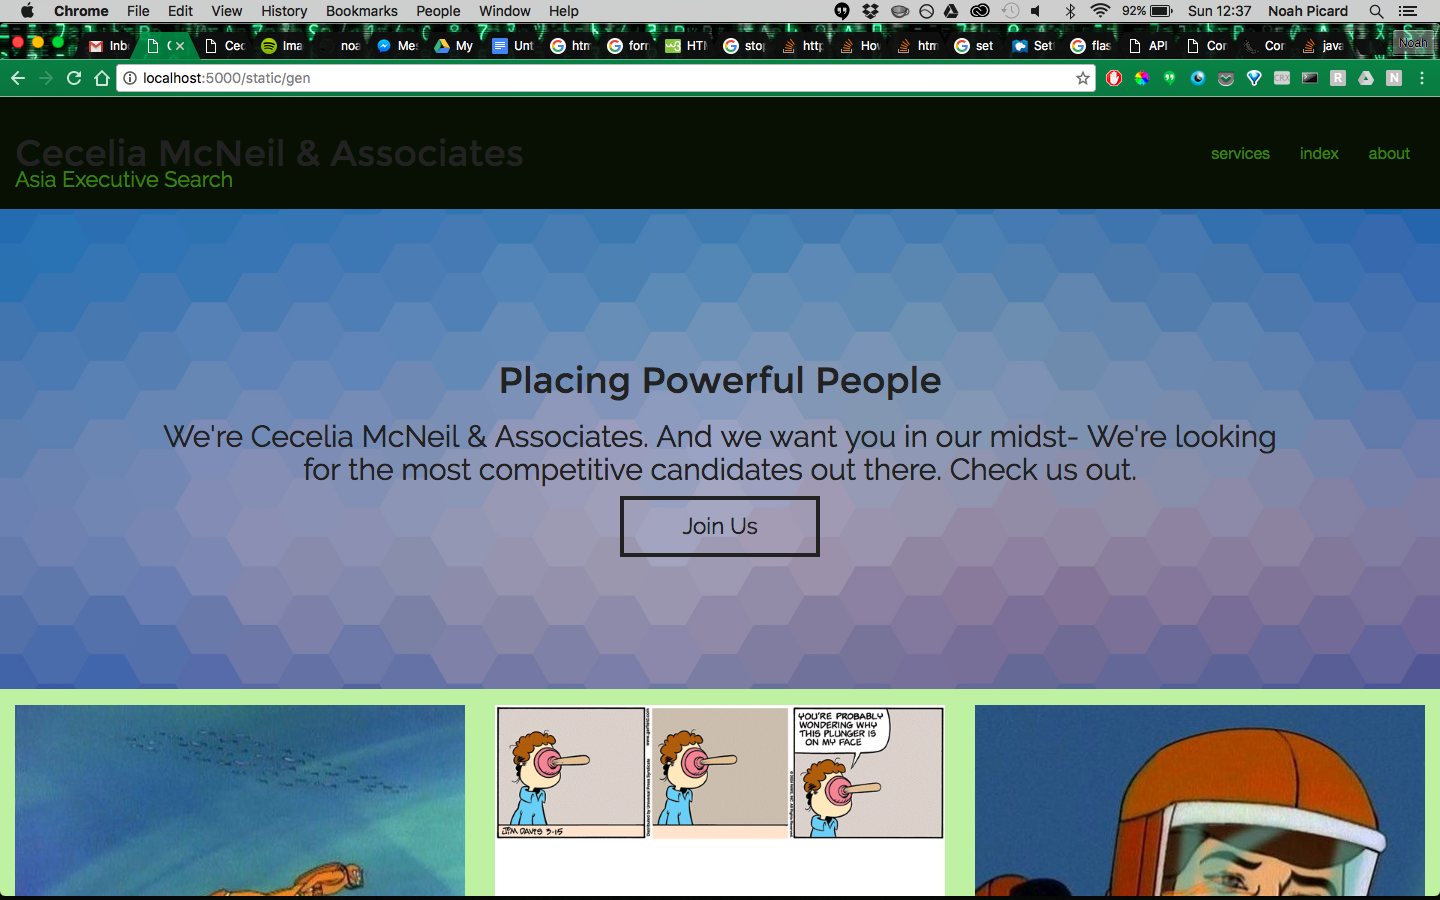 Chrome File Edit View History Bookmarks People Window Help 92% Sun 12:37 Noah Picard
Inb C Cec Ima noa Mes My Unt htm forr HTI stop http Hov htm set Set flas API Cor Cor java Noah
localhost:5000/static/gen CRX R N
Cecelia McNeil & Associates
Asia Executive Search
services index about
Placing Powerful People
We're Cecelia McNeil & Associates. And we want you in our midst- We're looking
for the most competitive candidates out there. Check us out.
Join Us
YOU'RE PROBABLY
WONDERING WHY
THIS PLUNGER IS
ON MY FACE
JIM DAVIS 3-15